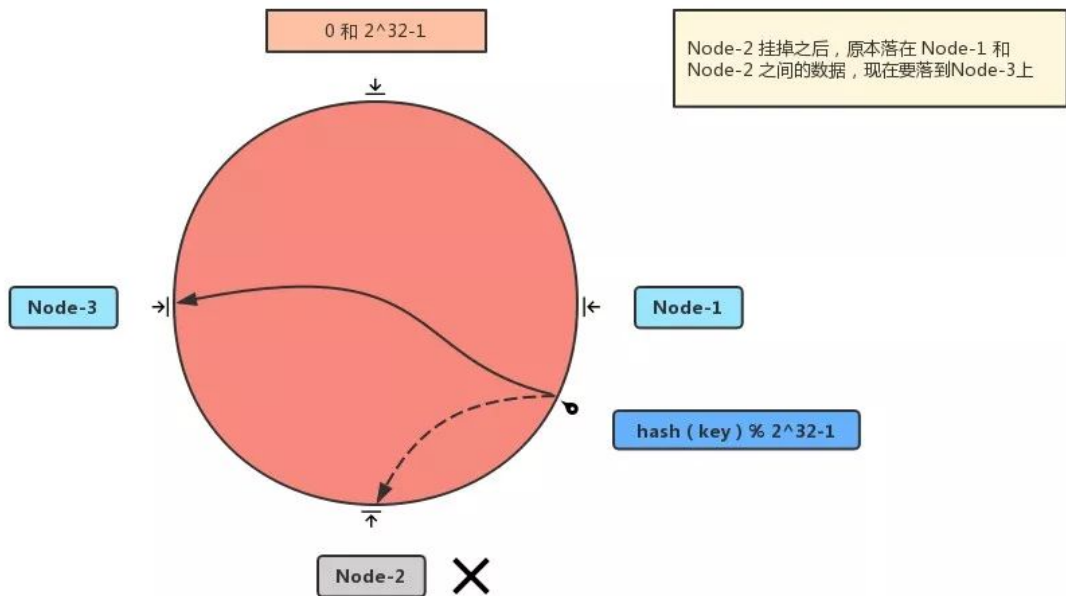 0 和 2^32-1
Node-2 挂掉之后，原本落在 Node-1 和
Node-2 之间的数据，现在要落到Node-3上
Node-3
Node-1
hash ( key ) % 2^32-1
Node-2